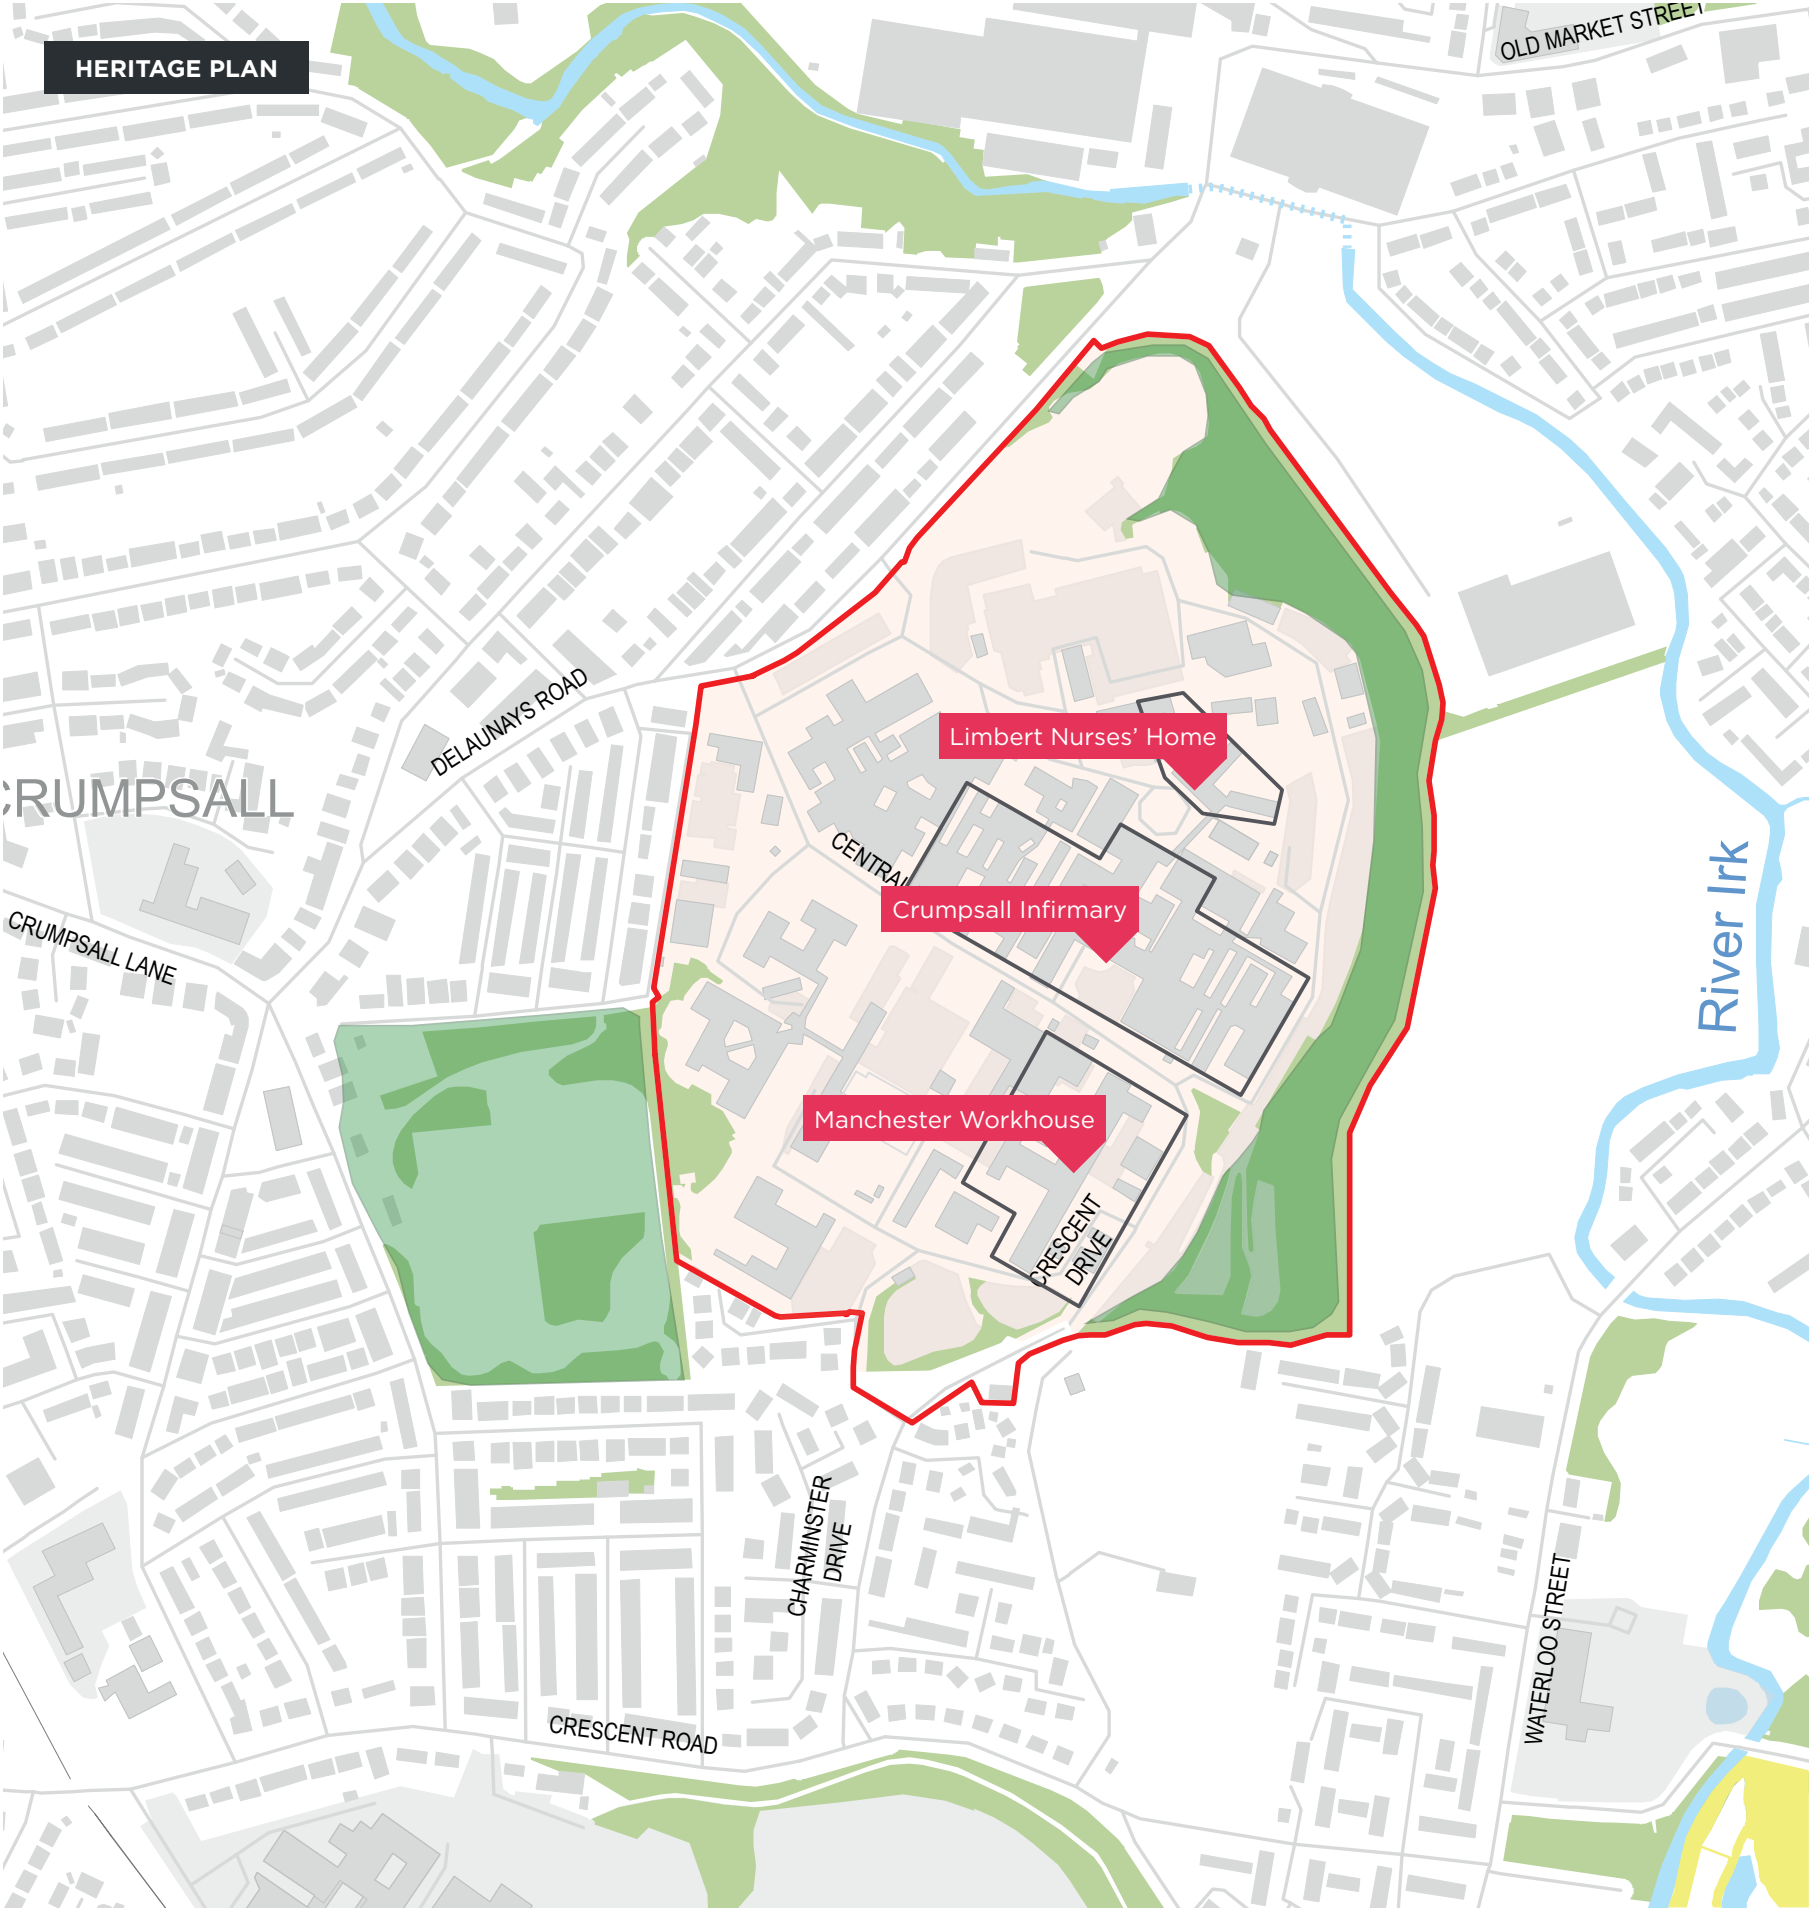 OLD MARKET STREET
HERITAGE PLAN
DELAUNAYS ROAD
Limbert Nurses' Home
CRUMPSALL
CENTRAL
Crumpsall Infirmary
River Irk
CRUMPSALL LANE
Manchester Workhouse
CRESCENT
DRIVE
CHARMINSTER
DRIVE
WATERLOO STREET
CRESCENT ROAD